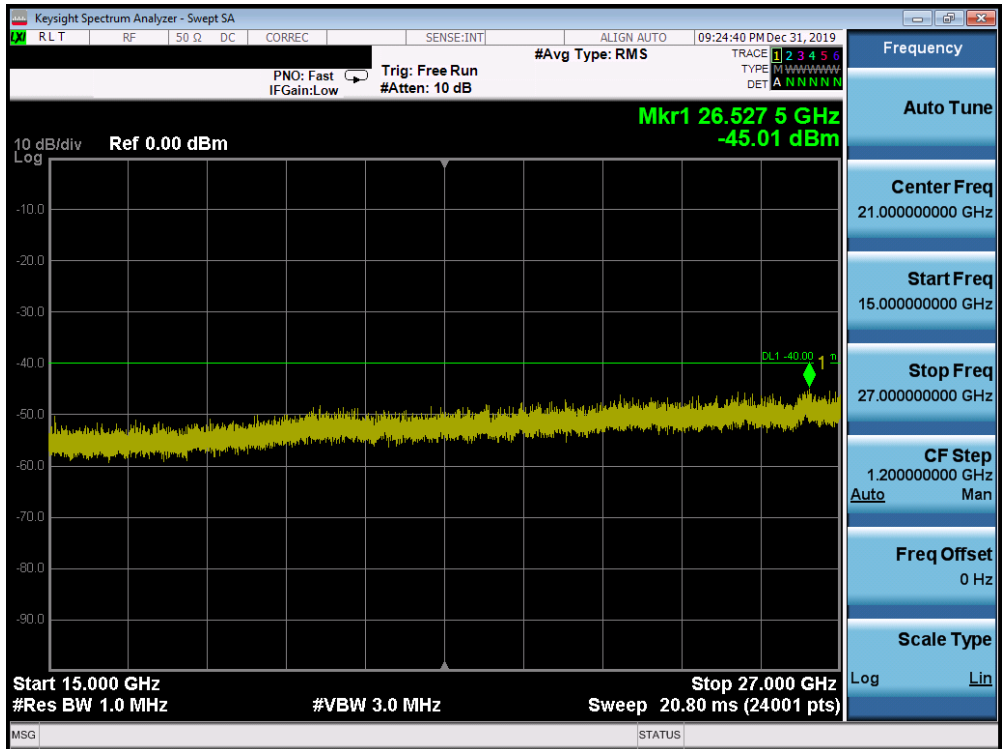 Keysight Spectrum Analyzer - Swept SA
LXI RLT RF 50 Ω DC CORREC SENSE:INT ALIGN AUTO 09:24:40 PM Dec 31, 2019
PNO: Fast
IFGain:Low
Trig: Free Run
#Atten: 10 dB
#Avg Type: RMS
TRACE 1 2 3 4 5 6
TYPE M W W W W W
DET A N N N N N
Mkr1 26.527 5 GHz
-45.01 dBm
10 dB/div
Log
Ref 0.00 dBm
-10.0
-20.0
-30.0
-40.0
-50.0
-60.0
-70.0
-80.0
-90.0
DL1 -40.00
1
Start 15.000 GHz
Stop 27.000 GHz
#Res BW 1.0 MHz
#VBW 3.0 MHz
Sweep 20.80 ms (24001 pts)
MSG
STATUS
Frequency
Auto Tune
Center Freq
21.000000000 GHz
Start Freq
15.000000000 GHz
Stop Freq
27.000000000 GHz
CF Step
1.200000000 GHz
Auto Man
Freq Offset
0 Hz
Scale Type
Log Lin